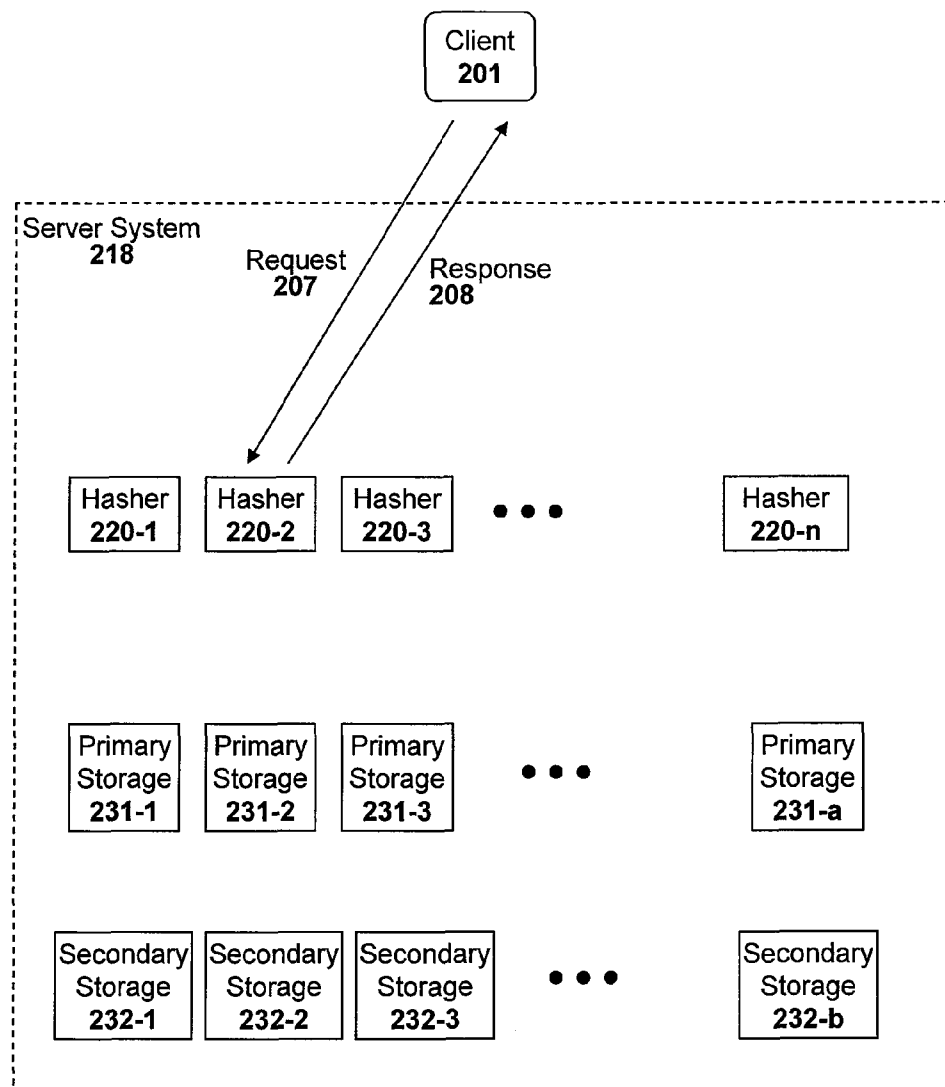 Client
201
Server System
218
Request
207
Response
208
Hasher
220-1
Hasher
220-2
Hasher
220-3
Hasher
220-n
Primary
Storage
231-1
Primary
Storage
231-2
Primary
Storage
231-3
Primary
Storage
231-a
Secondary
Storage
232-1
Secondary
Storage
232-2
Secondary
Storage
232-3
Secondary
Storage
232-b